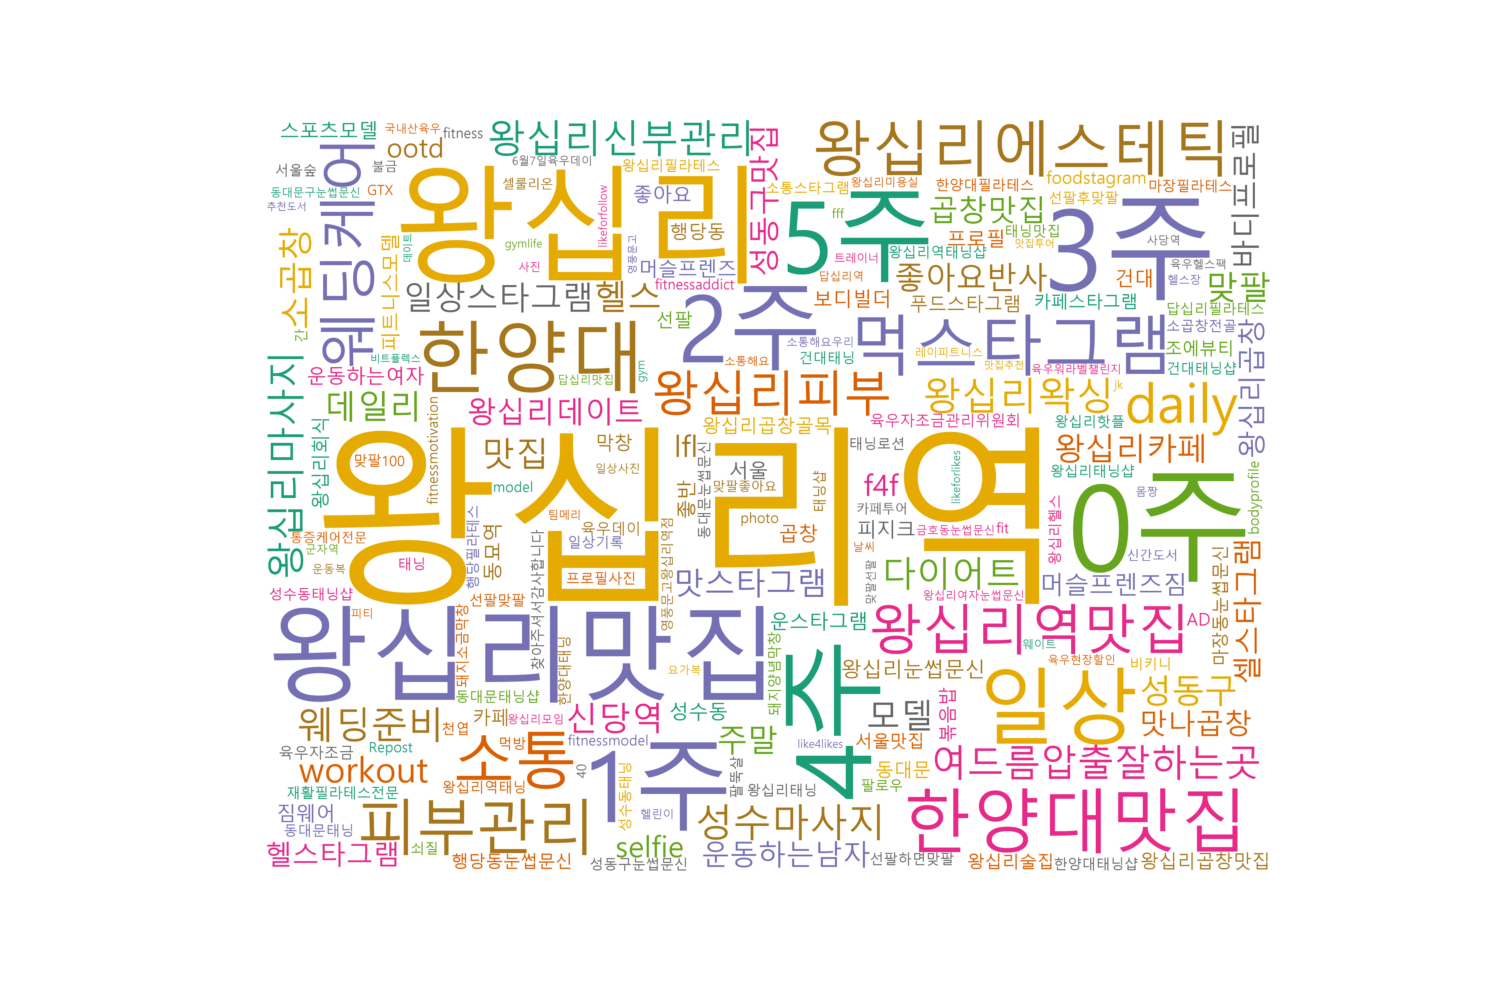 스포츠모델
국내산육우
fitness
왕십리신부관리
왕십리에스테틱
바디프로필
서울숲
불금
ootd
6월7일육우데이
왕십리필라테스
성동구맛집
소통스타그램
왕십리미용실
한양대필라테스
foodstagram
마장필라테스
동대문구눈썹문신
GTX
셀룰리온
좋아요
선팔후맞팔
추천도서
웨딩케어
왕십리
likeforfollow
fff
5주
곱창맛집
태닝맛집
3주
소곱창
피트니스모델
데이트
gymlife
행당동
영풍문고
프로필
맛집투어
사당역
사진
머슬프렌즈
왕십리역태닝샵
트레이너
육우헬스팩
일상스타그램
헬스
fitnessaddict
답십리역
좋아요반사
건대
헬스장
맞팔
간
한양대
선팔
2주
보디빌더
푸드스타그램
카페스타그램
답십리필라테스
먹스타그램
소곱창전골
왕십리곱창
비트플렉스
소통해요우리
레이피트니스
조에뷰티
왕십리마사지
운동하는여자
답십리맛집
gym
소통해요
건대태닝
맛집추천
육우워라벨챌린지
건대태닝샵
데일리
왕십리데이트
왕십리피부
왕십리왁싱
jk
daily
왕십리회식
fitnessmotivation
왕십리곱창골목
육우자조금관리위원회
왕십리핫플
맞팔100
왕십리역
맛집
막창
lfl
동대문눈썹문신
서울
태닝로션
왕십리카페
일상사진
model
맞팔좋아요
태닝샵
f4f
likeforlikes
왕십리태닝샵
0주
몸짱
bodyprofile
좋반
카페투어
통증케어전문
군자역
행당필라테스
동묘역
팀메리
육우데이
photo
곱창
피지크
금호동눈썹문신
fit
왕십리헬스
운동복
태닝
일상기록
영풍문고왕십리역점
날씨
신간도서
마장동눈썹문신
셀스타그램
찾아주셔서감사합니다
프로필사진
맛스타그램
맞팔선팔
다이어트
머슬프렌즈짐
성수동태닝샵
선팔맞팔
왕십리여자눈썹문신
왕십리맛집
피티
운스타그램
왕십리역맛집
AD
돼지소금막창
한양대태닝
요가복
돼지양념막창
4주
웨이트
왕십리눈썹문신
육우현장할인
비키니
동대문태닝샵
일상
성동구
웨딩준비
천엽
카페
왕십리모임
신당역
성수동
모델
볶음밥
맛나곱창
육우자조금
Repost
소통
먹방
fitnessmodel
주말
like4likes
서울맛집
workout
40
1주
팔뚝살
동대문
여드름압출잘하는곳
재활필라테스전문
왕십리역태닝
성수동태닝
왕십리태닝
팔로우
짐웨어
피부관리
헬린이
성수마사지
한양대맛집
동대문태닝
헬스타그램
쇠질
selfie
운동하는남자
행당동눈썹문신
성동구눈썹문신
선팔하면맞팔
왕십리술집
한양대태닝샵
왕십리곱창맛집